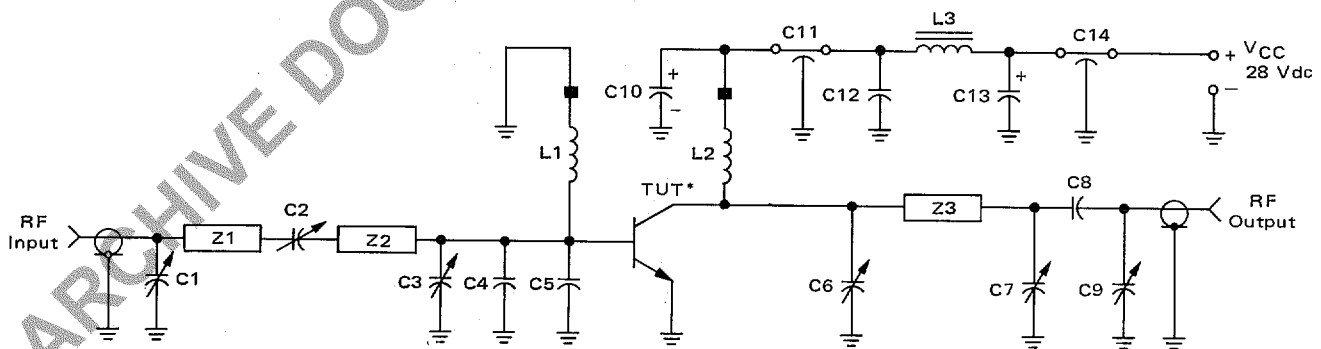 L3
C11
C14
+ VCC
28 Vdc
–
+
C10
–
C12
+
C13
L1
L2
TUT*
RF
Input
C1
Z1
C2
Z2
C3
C4
C5
C6
Z3
C7
C8
C9
RF
Output
ARCHIVE DOC